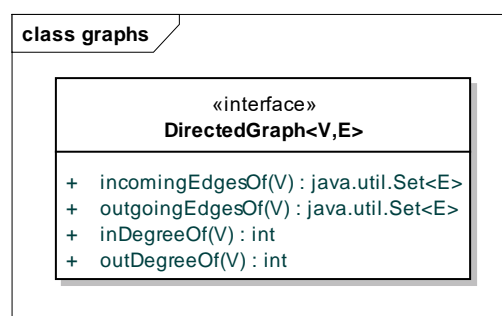 class graphs
«interface»
DirectedGraph<V,E>
+ incomingEdgesOf(V) : java.util.Set<E>
+ outgoingEdgesOf(V) : java.util.Set<E>
+ inDegreeOf(V) : int
+ outDegreeOf(V) : int